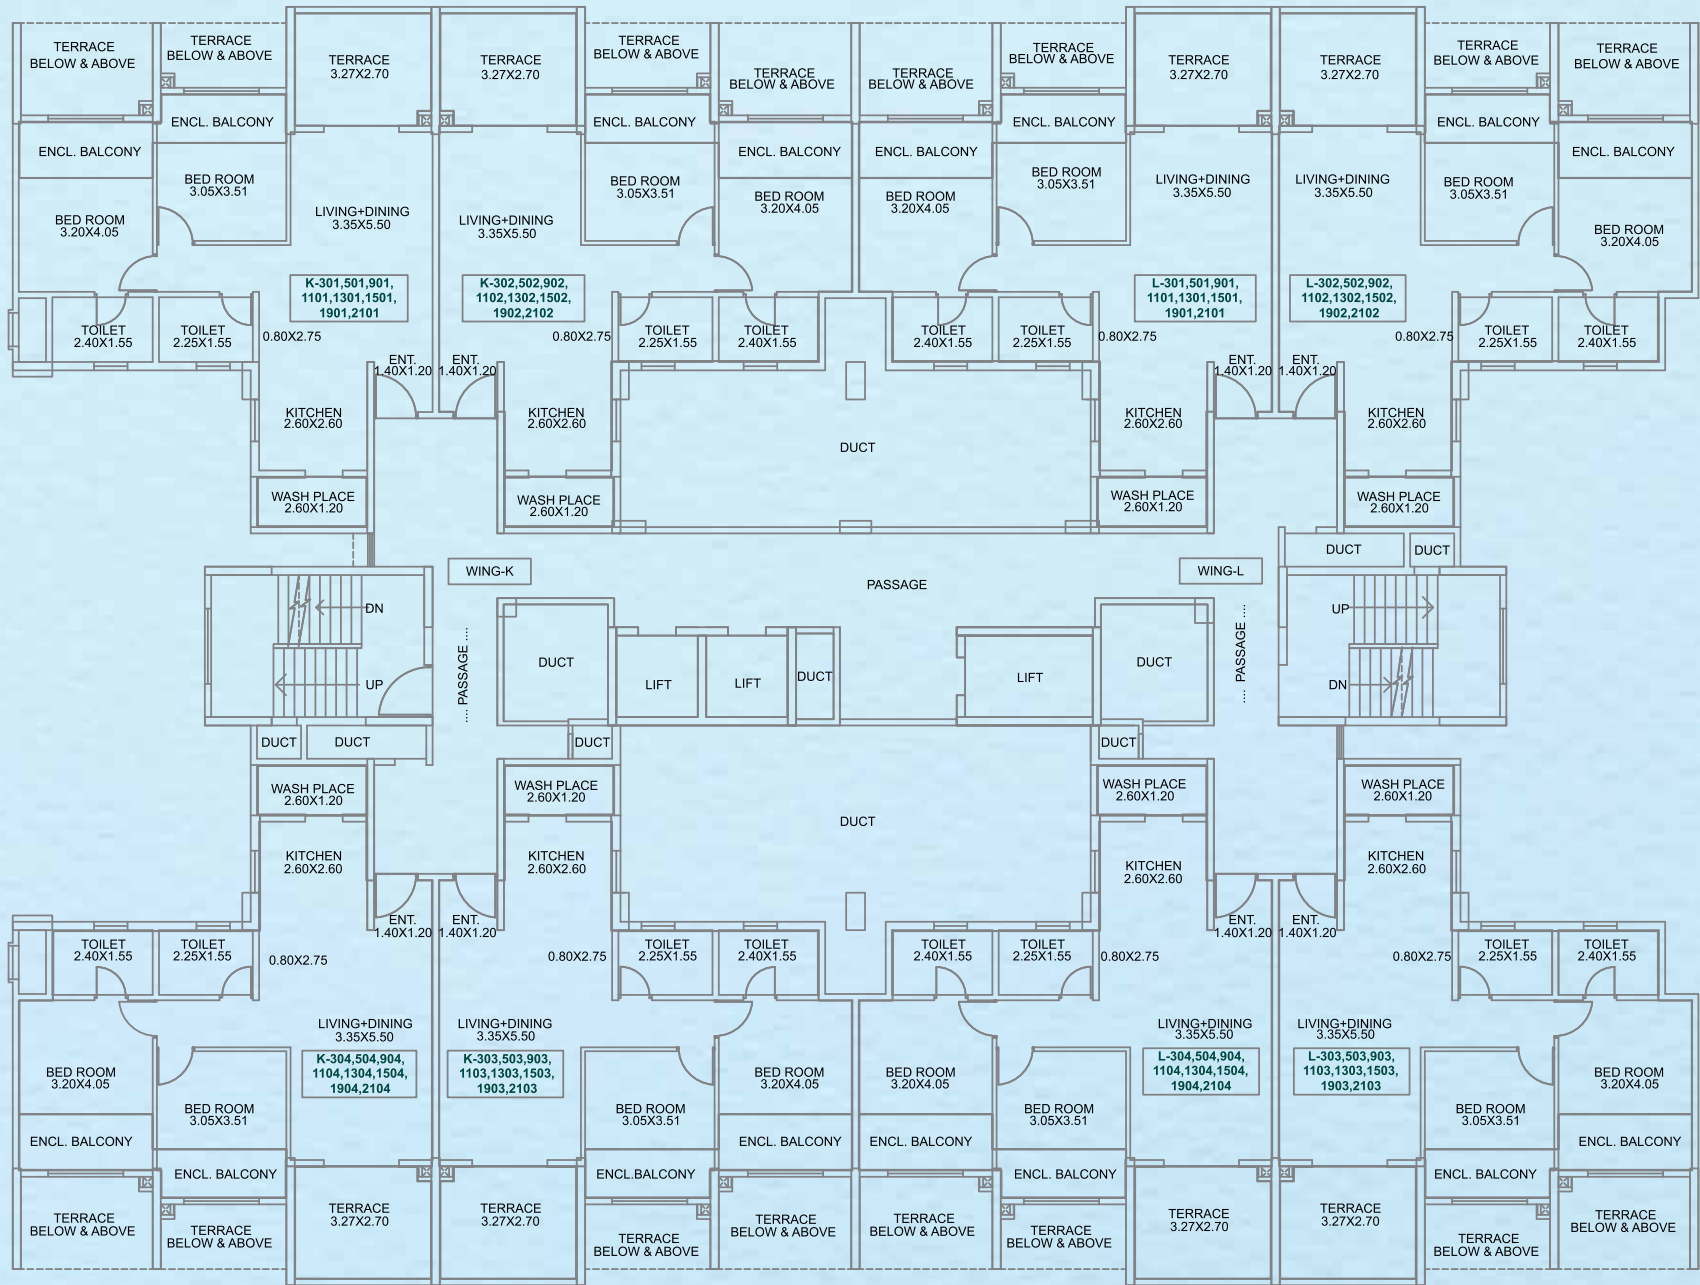 TERRACE
BELOW & ABOVE
TERRACE
BELOW & ABOVE
TERRACE
3.27X2.70
TERRACE
3.27X2.70
TERRACE
BELOW & ABOVE
TERRACE
BELOW & ABOVE
TERRACE
BELOW & ABOVE
TERRACE
BELOW & ABOVE
TERRACE
3.27X2.70
TERRACE
3.27X2.70
TERRACE
BELOW & ABOVE
TERRACE
BELOW & ABOVE
ENCL. BALCONY
ENCL. BALCONY
ENCL. BALCONY
ENCL. BALCONY
ENCL. BALCONY
ENCL. BALCONY
ENCL. BALCONY
ENCL. BALCONY
BED ROOM
3.20X4.05
BED ROOM
3.05X3.51
LIVING+DINING
3.35X5.50
LIVING+DINING
3.35X5.50
BED ROOM
3.05X3.51
BED ROOM
3.20X4.05
BED ROOM
3.20X4.05
BED ROOM
3.05X3.51
LIVING+DINING
3.35X5.50
LIVING+DINING
3.35X5.50
BED ROOM
3.05X3.51
BED ROOM
3.20X4.05
K-301,501,901,
1101,1301,1501,
1901,2101
K-302,502,902,
1102,1302,1502,
1902,2102
L-301,501,901,
1101,1301,1501,
1901,2101
L-302,502,902,
1102,1302,1502,
1902,2102
TOILET
2.40X1.55
TOILET
2.25X1.55
0.80X2.75
ENT.
1.40X1.20
ENT.
1.40X1.20
0.80X2.75
TOILET
2.25X1.55
TOILET
2.40X1.55
TOILET
2.40X1.55
TOILET
2.25X1.55
0.80X2.75
ENT.
1.40X1.20
ENT.
1.40X1.20
0.80X2.75
TOILET
2.25X1.55
TOILET
2.40X1.55
KITCHEN
2.60X2.60
KITCHEN
2.60X2.60
DUCT
KITCHEN
2.60X2.60
KITCHEN
2.60X2.60
WASH PLACE
2.60X1.20
WASH PLACE
2.60X1.20
WASH PLACE
2.60X1.20
WASH PLACE
2.60X1.20
DUCT
DUCT
WING-K
PASSAGE
WING-L
DN
UP
.... PASSAGE ....
DUCT
LIFT
LIFT
DUCT
LIFT
DUCT
.... PASSAGE ....
UP
DN
DUCT
DUCT
DUCT
DUCT
WASH PLACE
2.60X1.20
WASH PLACE
2.60X1.20
WASH PLACE
2.60X1.20
WASH PLACE
2.60X1.20
DUCT
KITCHEN
2.60X2.60
KITCHEN
2.60X2.60
KITCHEN
2.60X2.60
KITCHEN
2.60X2.60
TOILET
2.40X1.55
TOILET
2.25X1.55
0.80X2.75
ENT.
1.40X1.20
ENT.
1.40X1.20
0.80X2.75
TOILET
2.25X1.55
TOILET
2.40X1.55
TOILET
2.40X1.55
TOILET
2.25X1.55
0.80X2.75
ENT.
1.40X1.20
ENT.
1.40X1.20
0.80X2.75
TOILET
2.25X1.55
TOILET
2.40X1.55
LIVING+DINING
3.35X5.50
LIVING+DINING
3.35X5.50
LIVING+DINING
3.35X5.50
LIVING+DINING
3.35X5.50
K-304,504,904,
1104,1304,1504,
1904,2104
K-303,503,903,
1103,1303,1503,
1903,2103
L-304,504,904,
1104,1304,1504,
1904,2104
L-303,503,903,
1103,1303,1503,
1903,2103
BED ROOM
3.20X4.05
BED ROOM
3.05X3.51
BED ROOM
3.05X3.51
BED ROOM
3.20X4.05
BED ROOM
3.20X4.05
BED ROOM
3.05X3.51
BED ROOM
3.05X3.51
BED ROOM
3.20X4.05
ENCL. BALCONY
ENCL. BALCONY
ENCL.BALCONY
ENCL. BALCONY
ENCL. BALCONY
ENCL. BALCONY
ENCL. BALCONY
ENCL. BALCONY
TERRACE
BELOW & ABOVE
TERRACE
BELOW & ABOVE
TERRACE
3.27X2.70
TERRACE
3.27X2.70
TERRACE
BELOW & ABOVE
TERRACE
BELOW & ABOVE
TERRACE
BELOW & ABOVE
TERRACE
BELOW & ABOVE
TERRACE
3.27X2.70
TERRACE
3.27X2.70
TERRACE
BELOW & ABOVE
TERRACE
BELOW & ABOVE